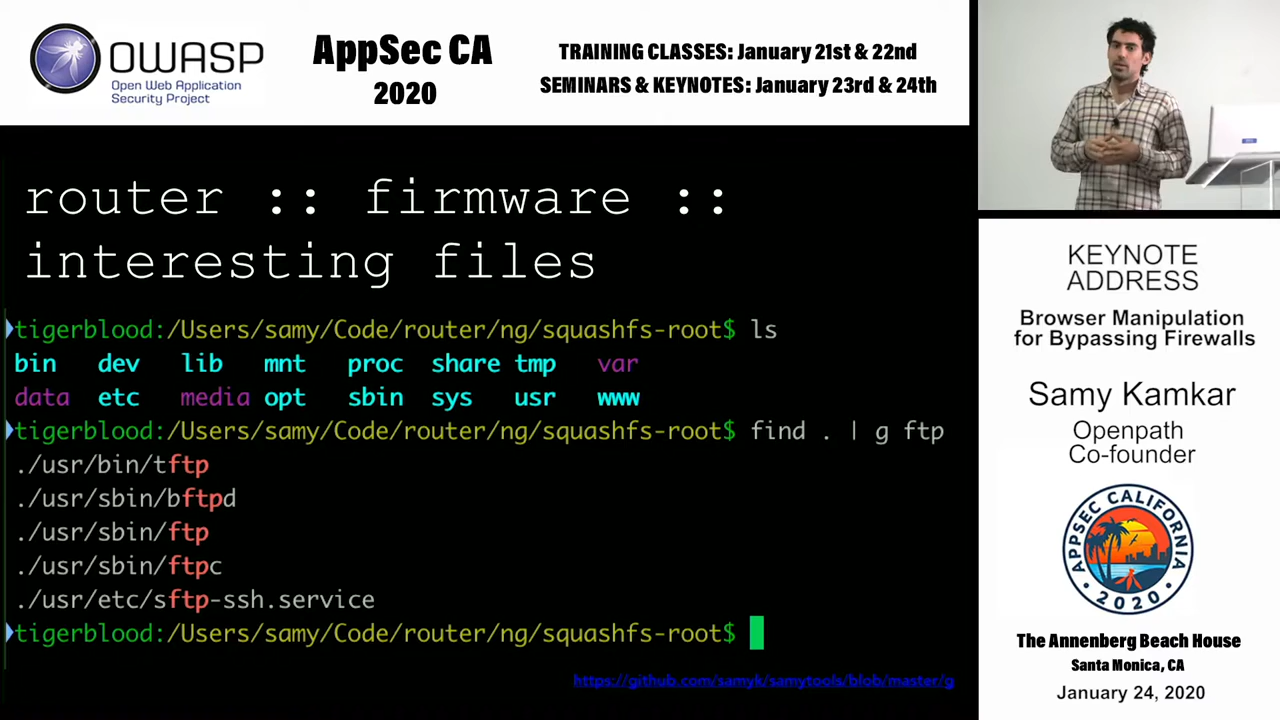 OWASP
Open Web Application
Security Project
AppSec CA
2020
TRAINING CLASSES: January 21st & 22nd
SEMINARS & KEYNOTES: January 23rd & 24th
router :: firmware ::
interesting files
tigerblood:/Users/samy/Code/router/ng/squashfs-root$ ls
bin dev lib mnt proc share tmp var
data etc media opt sbin sys usr www
tigerblood:/Users/samy/Code/router/ng/squashfs-root$ find . | g ftp
./usr/bin/tftp
./usr/sbin/bftpd
./usr/sbin/ftp
./usr/sbin/ftpc
./usr/etc/sftp-ssh.service
tigerblood:/Users/samy/Code/router/ng/squashfs-root$
https://github.com/samyk/samytools/blob/master/g
KEYNOTE
ADDRESS
Browser Manipulation
for Bypassing Firewalls
Samy Kamkar
Openpath
Co-founder
APPSEC CALIFORNIA
2020
The Annenberg Beach House
Santa Monica, CA
January 24, 2020